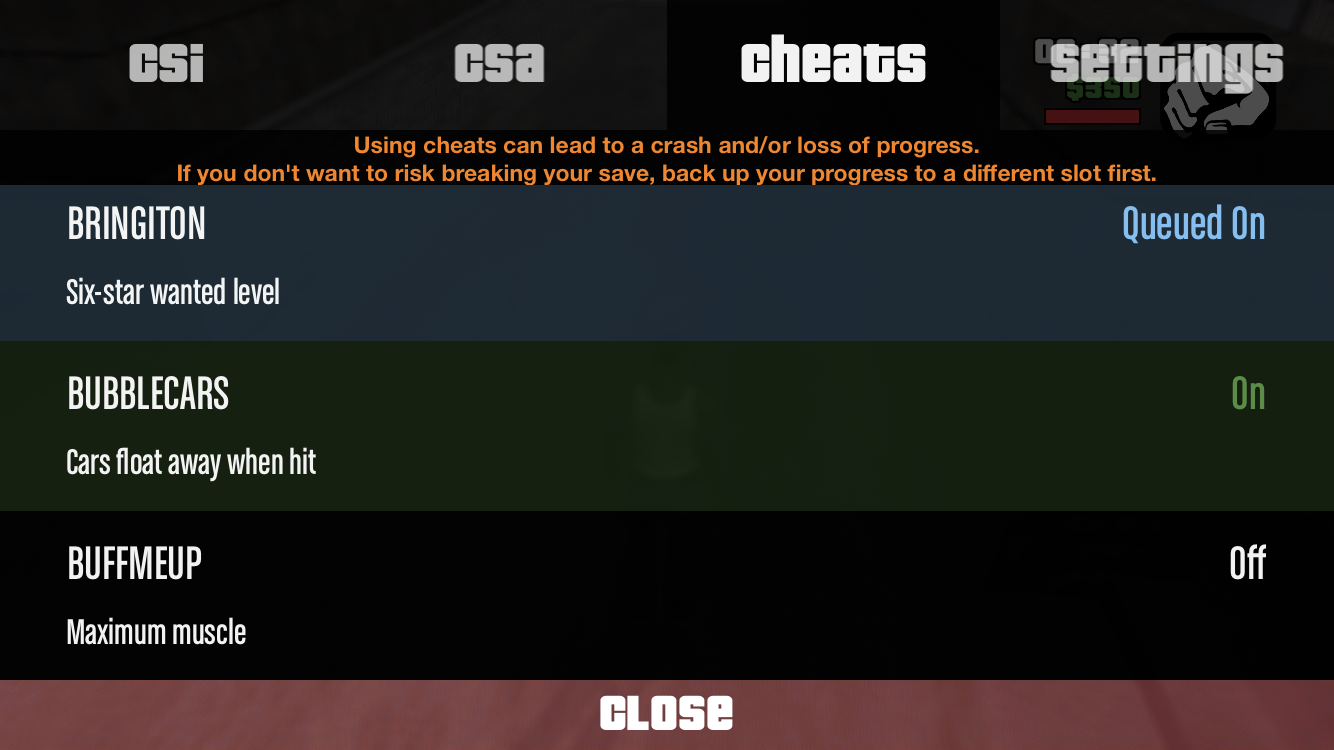 csi csa cheats settings
$350
Using cheats can lead to a crash and/or loss of progress.
If you don't want to risk breaking your save, back up your progress to a different slot first.
BRINGITON Queued On
Six-star wanted level
BUBBLECARS On
Cars float away when hit
BUFFMEUP Off
Maximum muscle
CLOSE